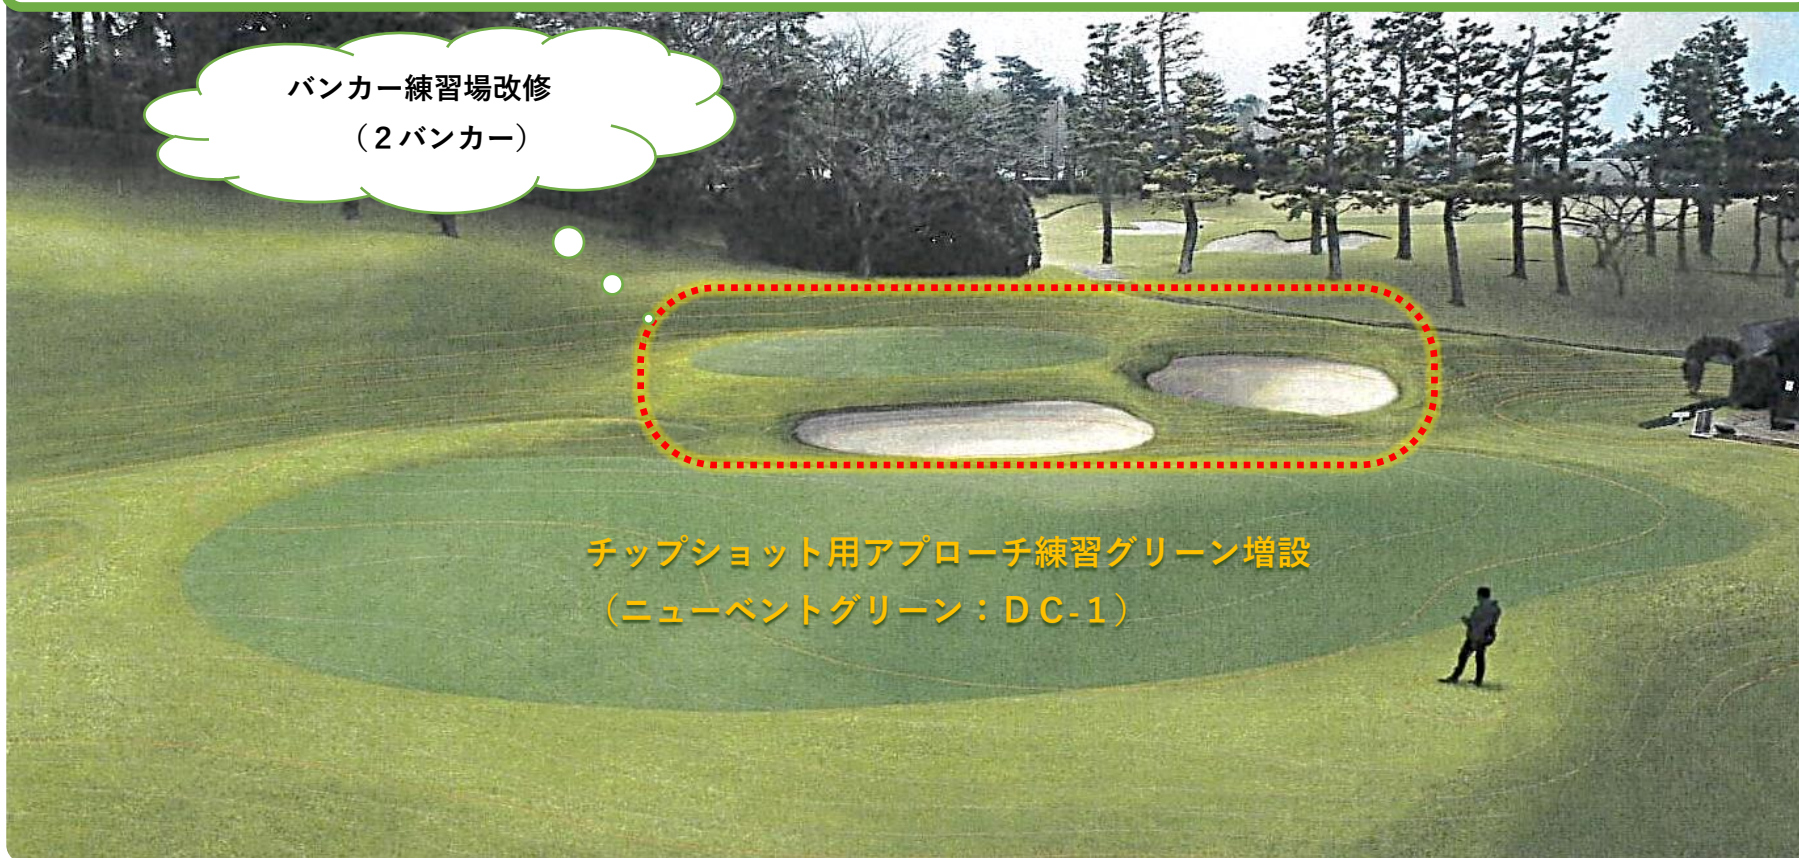 バンカー練習場改修
（２バンカー）
チップショット用アプローチ練習グリーン増設
（ニューベントグリーン：ＤＣ-１）